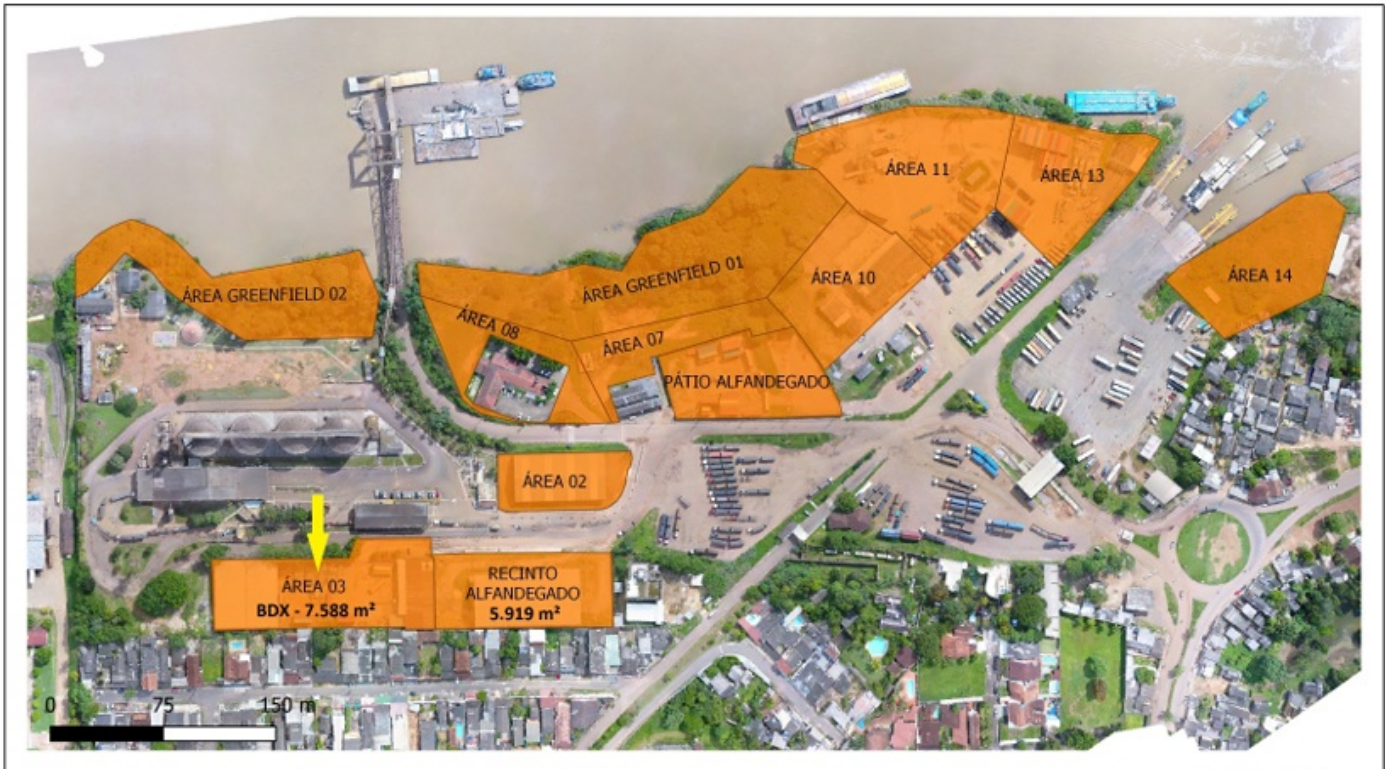 ÁREA 11
ÁREA 13
ÁREA GREENFIELD 01
ÁREA 10
ÁREA 14
ÁREA GREENFIELD 02
ÁREA 08
ÁREA 07
PÁTIO ALFANDEGADO
ÁREA 02
ÁREA 03
BDX - 7.588 m²
RECINTO
ALFANDEGADO
5.919 m²
0 75 150 m